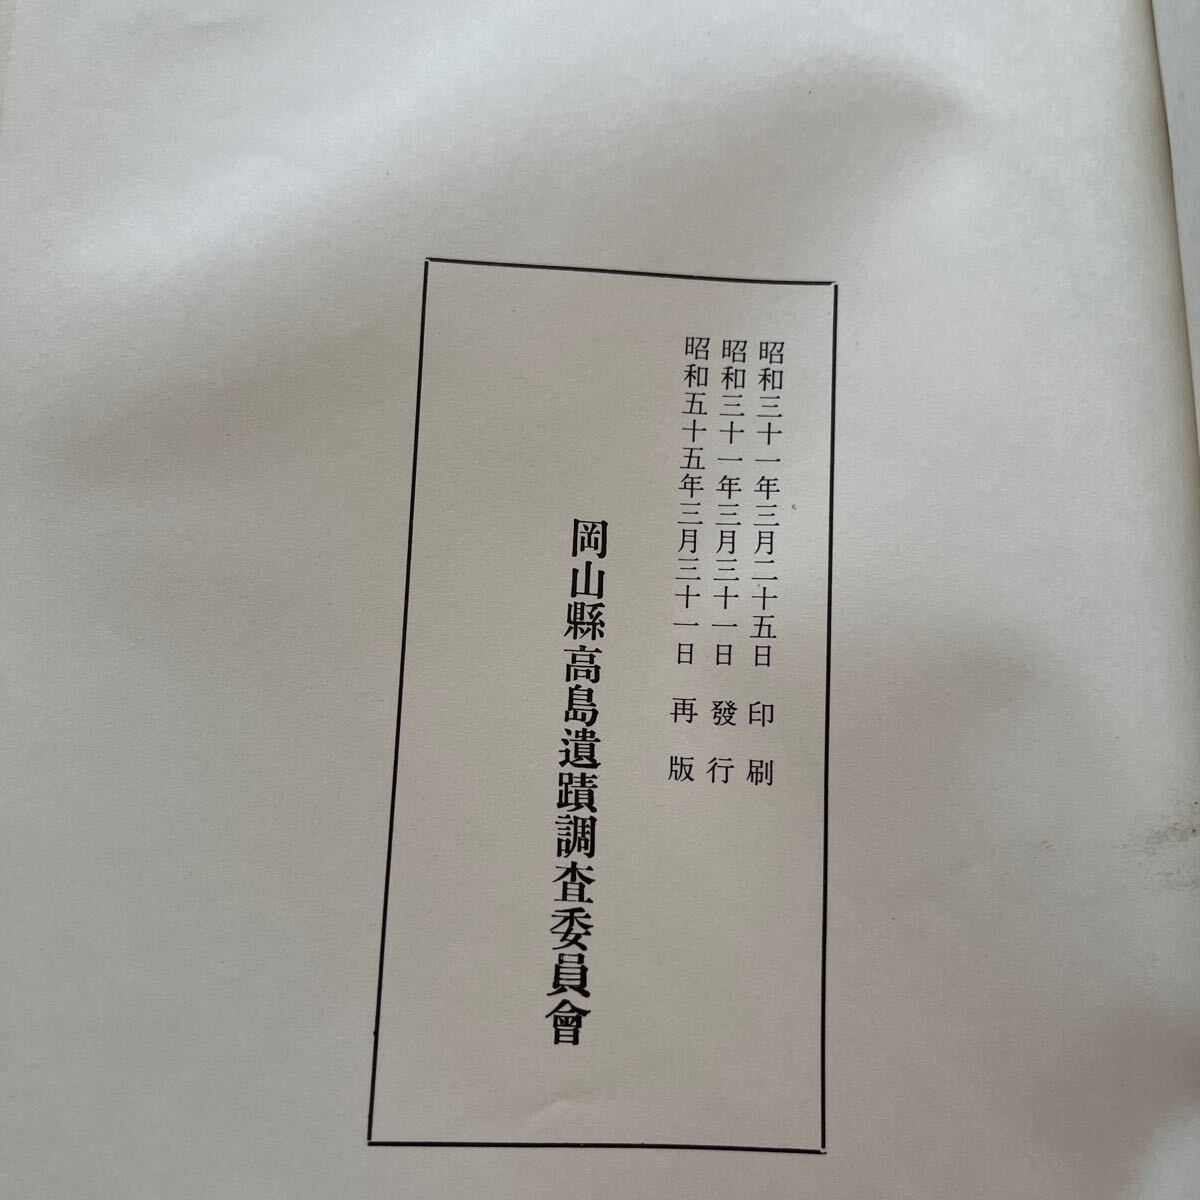 昭和三十一年三月二十五日　印刷
昭和三十一年三月三十一日　發行
昭和五十五年三月三十一日　再版
岡山縣高島遺蹟調査委員會